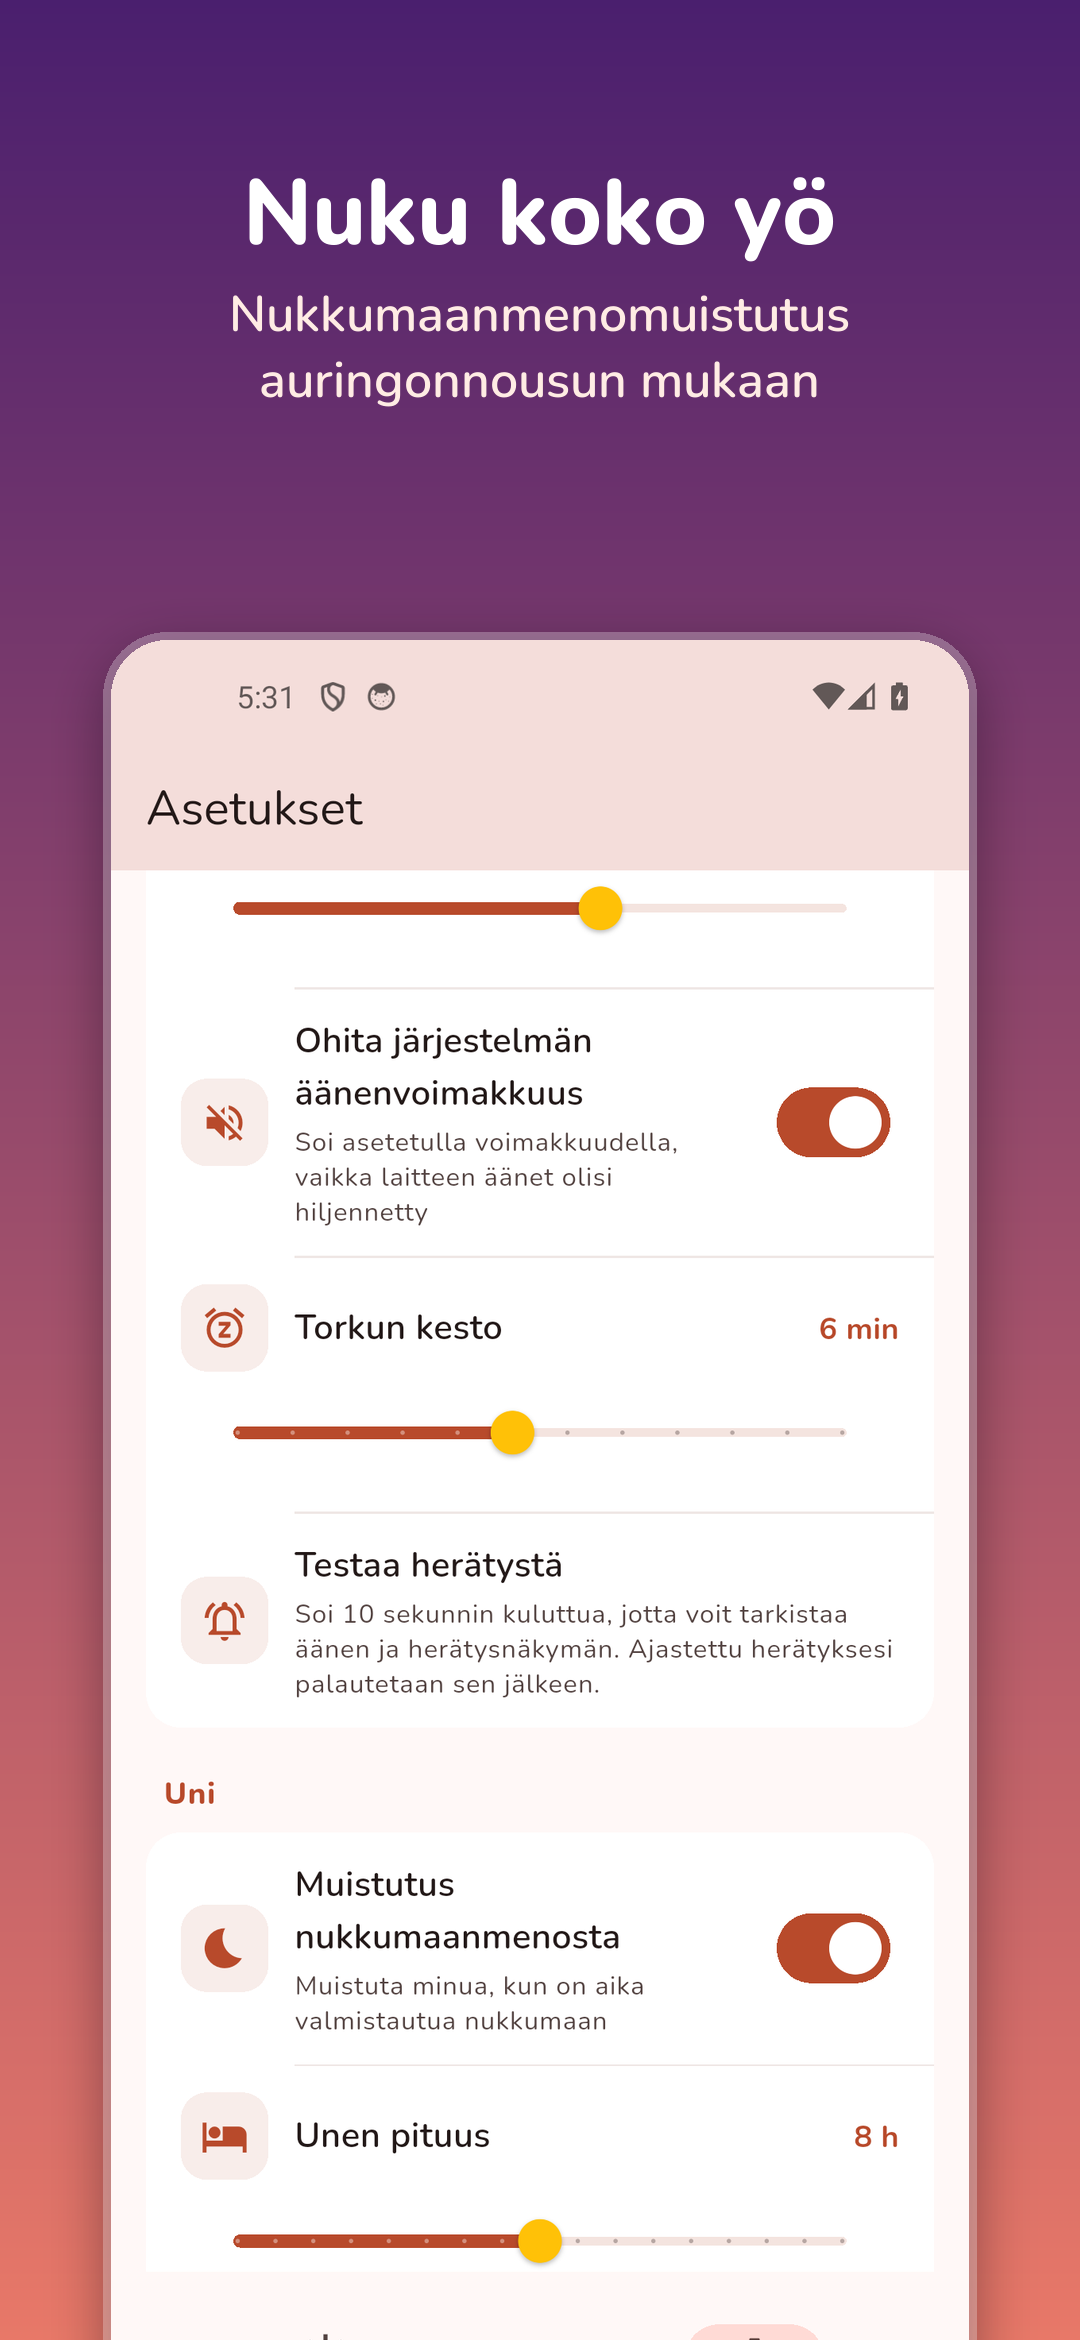 Nuku koko yö
Nukkumaanmenomuistutus
auringonnousun mukaan
5:31
Asetukset
Ohita järjestelmän
äänenvoimakkuus
Soi asetetulla voimakkuudella,
vaikka laitteen äänet olisi
hiljennetty
Torkun kesto
6 min
Testaa herätystä
Soi 10 sekunnin kuluttua, jotta voit tarkistaa
äänen ja herätysnäkymän. Ajastettu herätyksesi
palautetaan sen jälkeen.
Uni
Muistutus
nukkumaanmenosta
Muistuta minua, kun on aika
valmistautua nukkumaan
Unen pituus
8 h